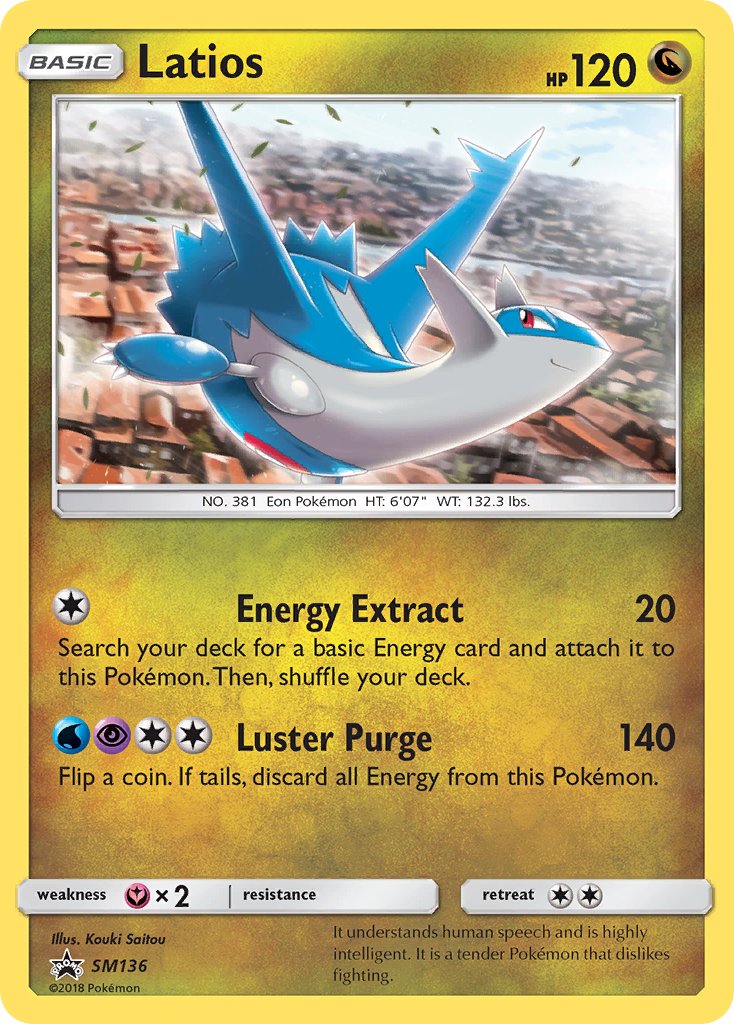 BASIC Latios HP 120
NO. 381 Eon Pokémon HT: 6'07" WT: 132.3 lbs.
Energy Extract 20
Search your deck for a basic Energy card and attach it to
this Pokémon. Then, shuffle your deck.
Luster Purge 140
Flip a coin. If tails, discard all Energy from this Pokémon.
weakness × 2 resistance retreat
Illus. Kouki Saitou
PROMO SM136
©2018 Pokémon
It understands human speech and is highly
intelligent. It is a tender Pokémon that dislikes
fighting.